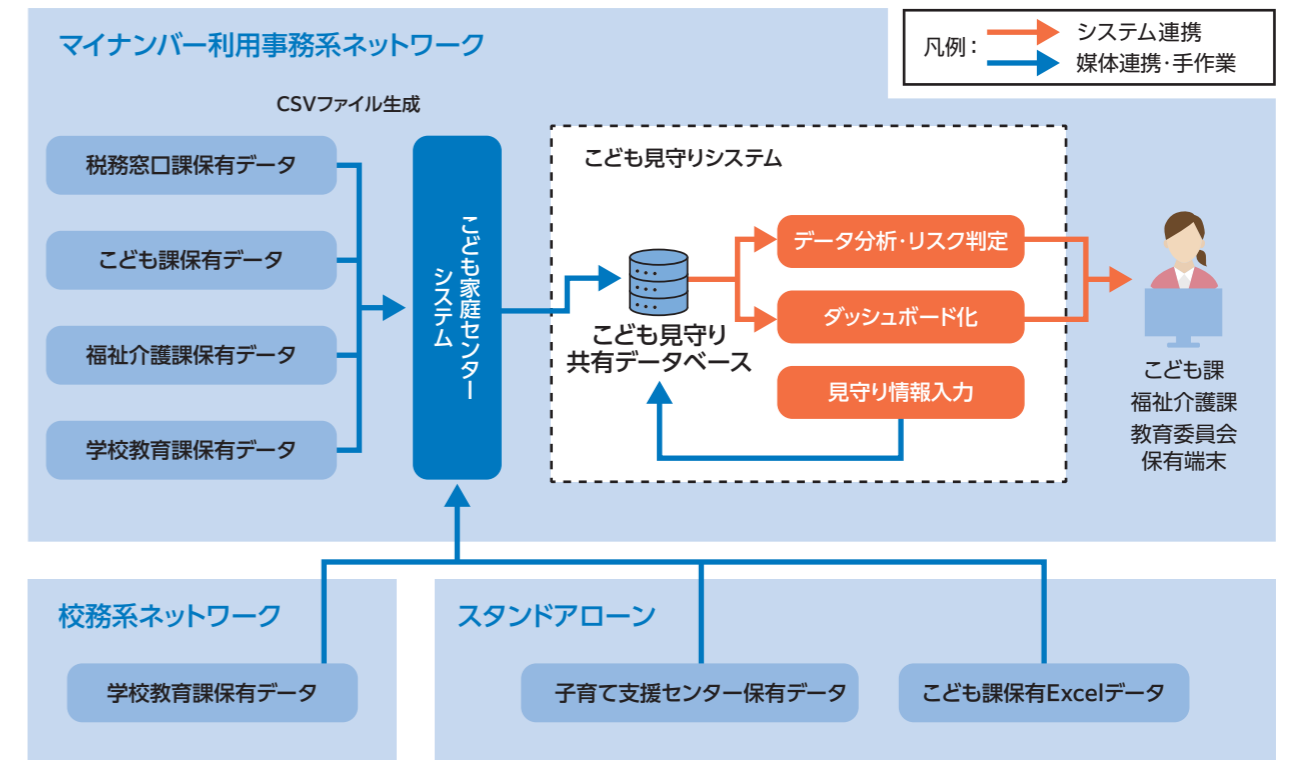 マイナンバー利用事務系ネットワーク
凡例：
システム連携
媒体連携・手作業
CSVファイル生成
税務窓口課保有データ
こども課保有データ
福祉介護課保有データ
学校教育課保有データ
こども家庭センター
システム
こども見守りシステム
こども見守り
共有データベース
データ分析・リスク判定
ダッシュボード化
見守り情報入力
こども課
福祉介護課
教育委員会
保有端末
校務系ネットワーク
学校教育課保有データ
スタンドアローン
子育て支援センター保有データ
こども課保有Excelデータ